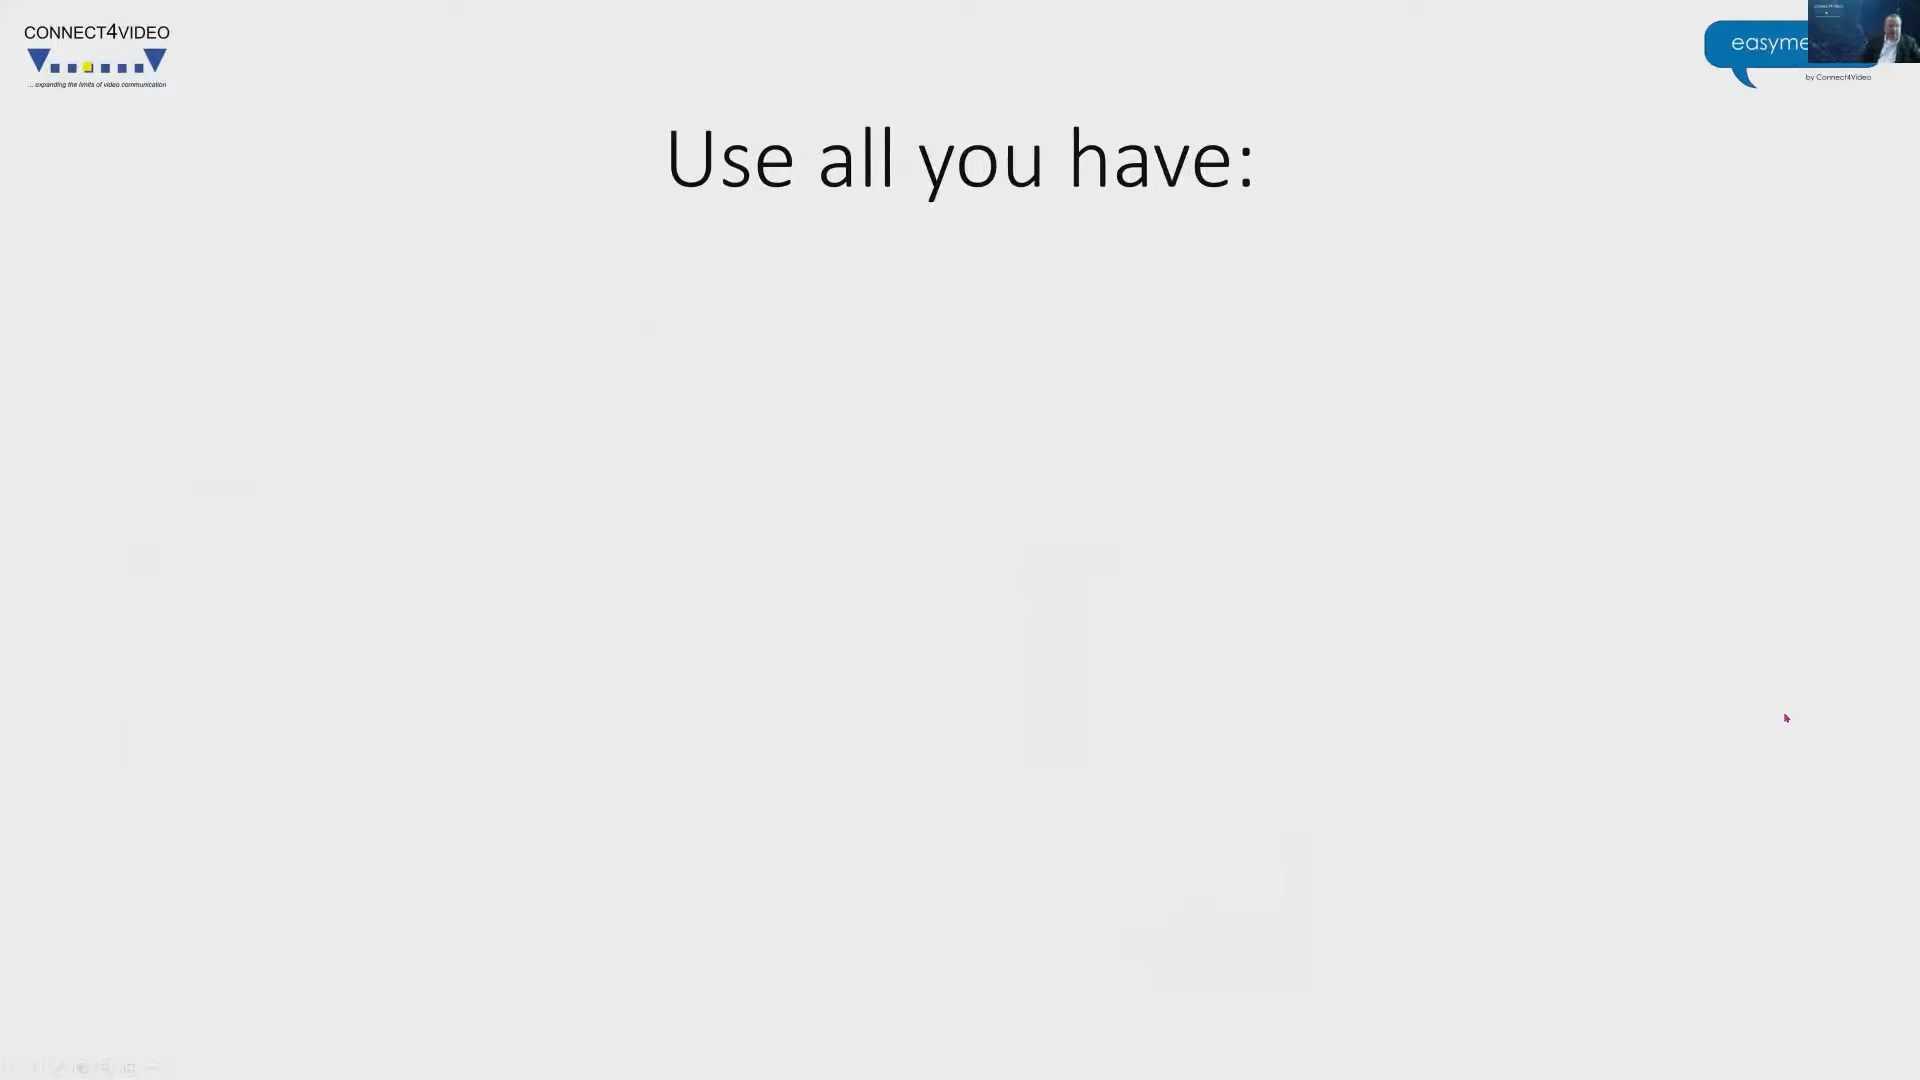 CONNECT4VIDEO
... expanding the limits of video communication
easyme
by Connect4Video
Use all you have: